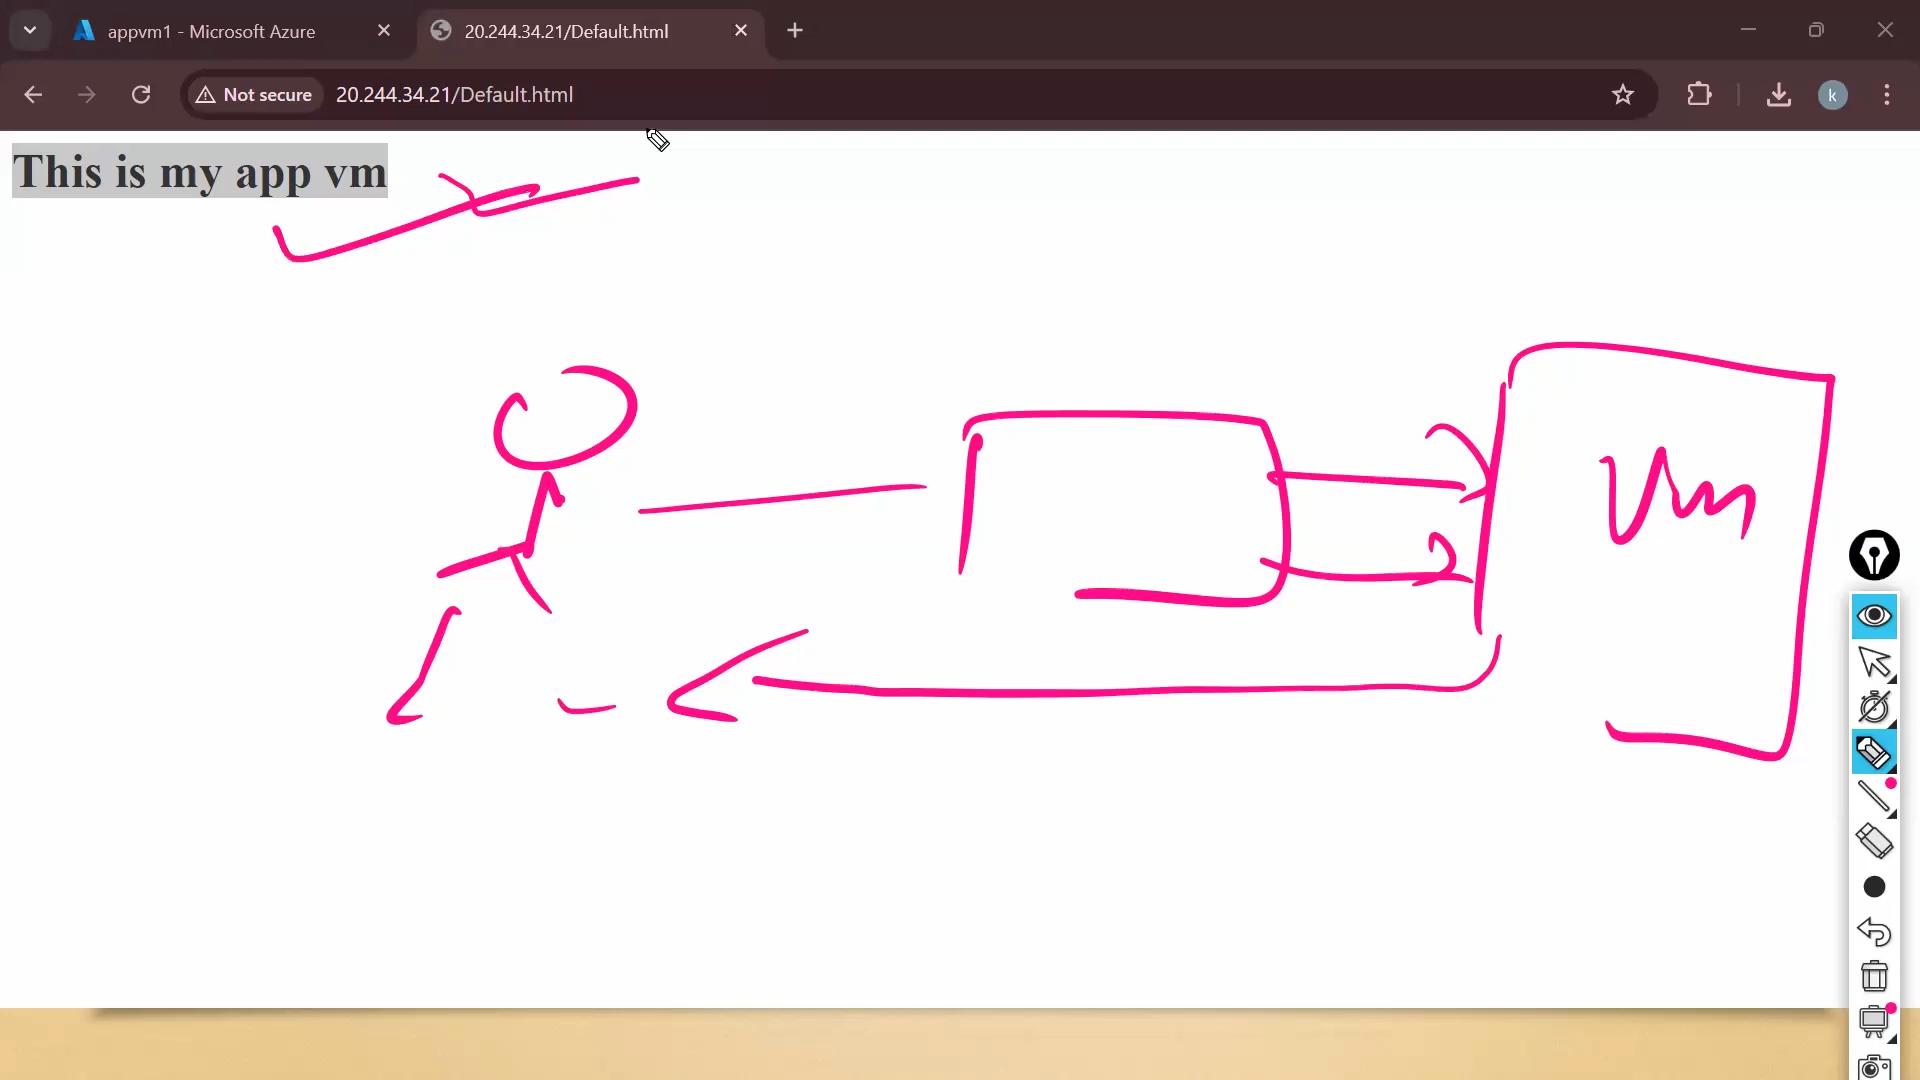 appvm1 - Microsoft Azure
20.244.34.21/Default.html
Not secure
20.244.34.21/Default.html
k
This is my app vm
Vm